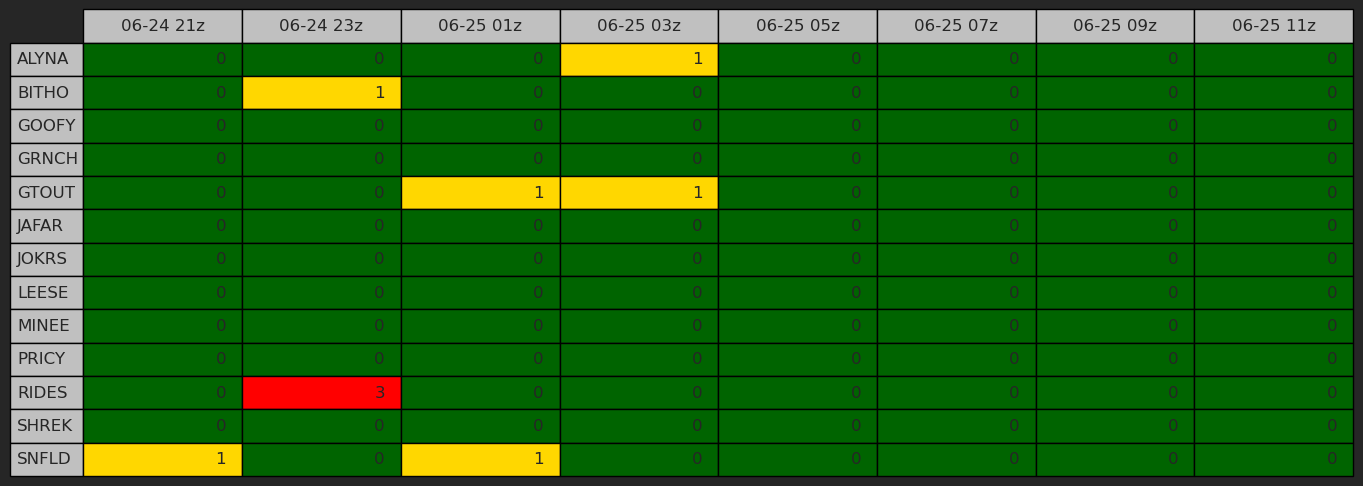 06-24 21z 06-24 23z 06-25 01z 06-25 03z 06-25 05z 06-25 07z 06-25 09z 06-25 11z
ALYNA 0 0 0 1 0 0 0 0
BITHO 0 1 0 0 0 0 0 0
GOOFY 0 0 0 0 0 0 0 0
GRNCH 0 0 0 0 0 0 0 0
GTOUT 0 0 1 1 0 0 0 0
JAFAR 0 0 0 0 0 0 0 0
JOKRS 0 0 0 0 0 0 0 0
LEESE 0 0 0 0 0 0 0 0
MINEE 0 0 0 0 0 0 0 0
PRICY 0 0 0 0 0 0 0 0
RIDES 0 3 0 0 0 0 0 0
SHREK 0 0 0 0 0 0 0 0
SNFLD 1 0 1 0 0 0 0 0